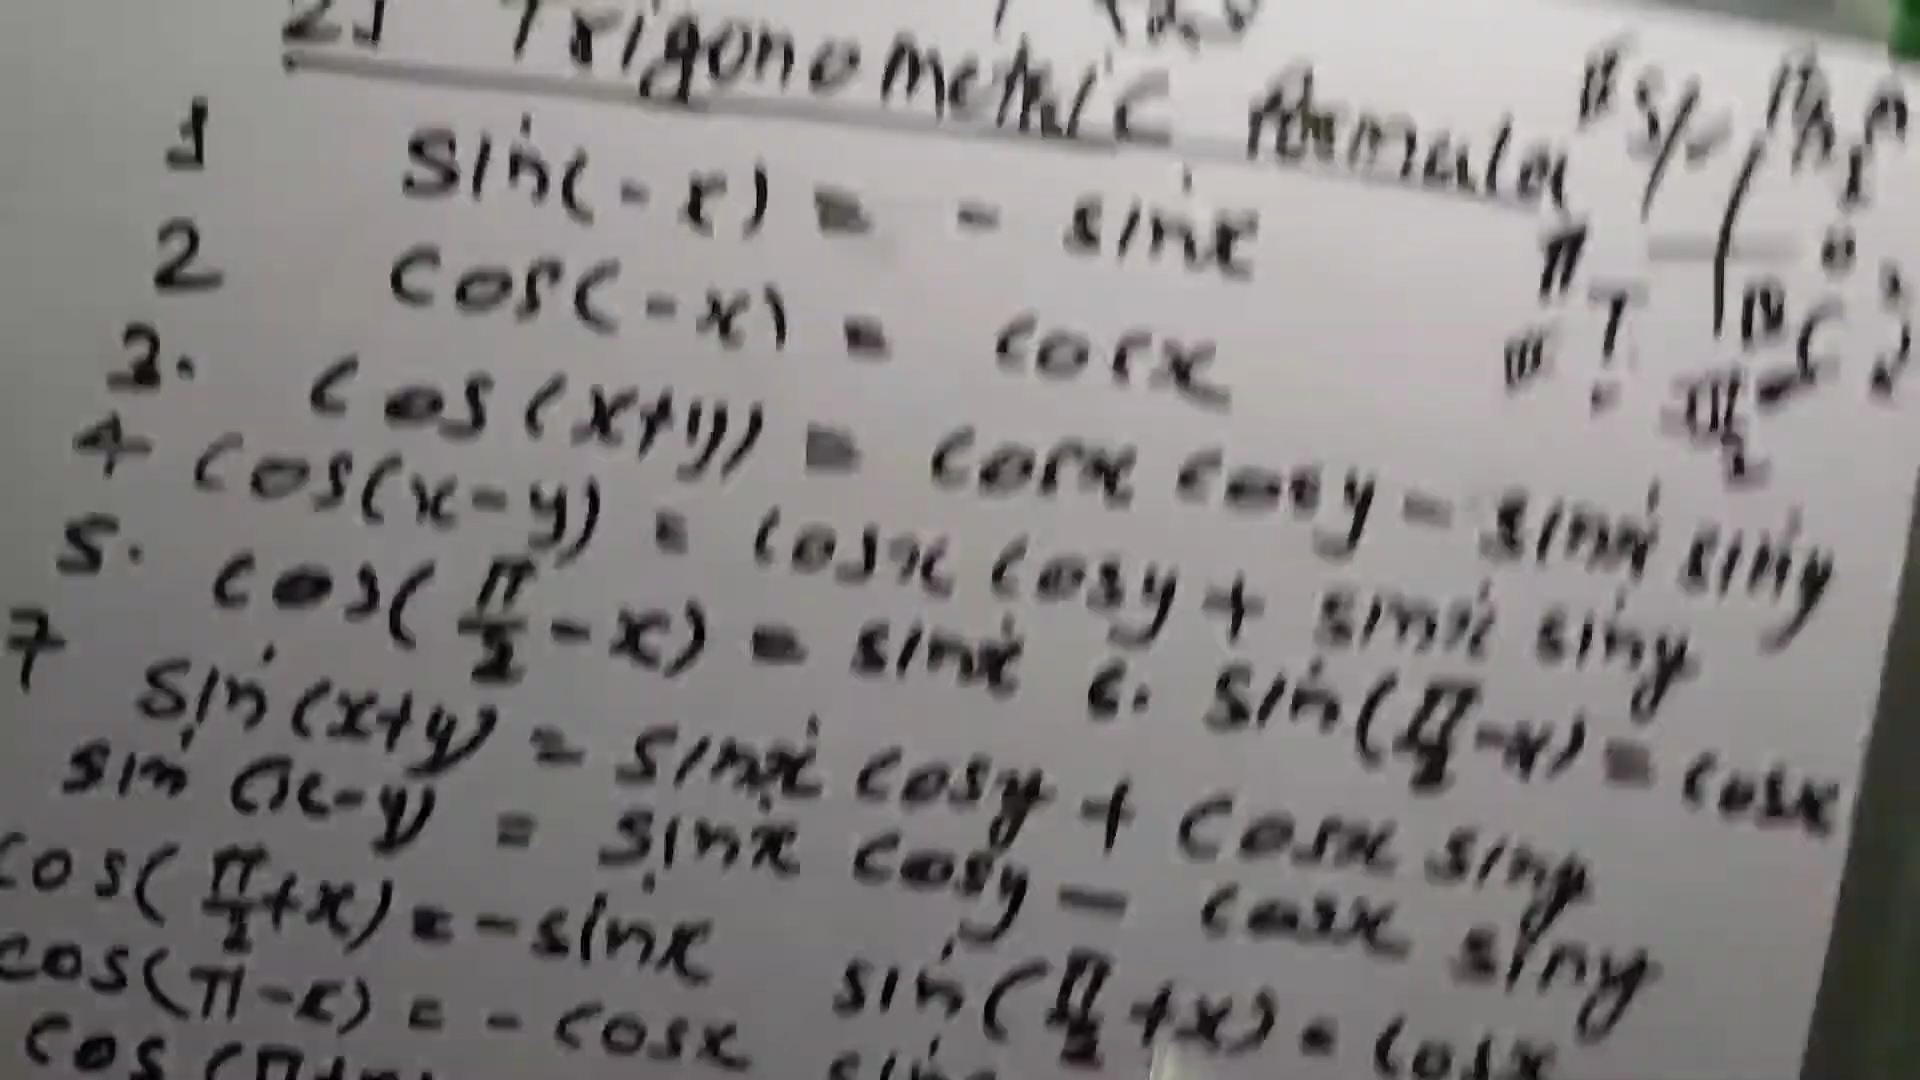 21 Trigonometric formula
1 sin(-x) = - sinx
2 cos(-x) = cosx
3. cos(x+y) = cosx cosy - sinx siny
4 cos(x-y) = cosx cosy + sinx siny
5. cos(π/2 - x) = sinx 6. sin(π/2 - x) = cosx
7 sin(x+y) = sinx cosy + cosx siny
sin(x-y) = sinx cosy - cosx siny
cos(π/2 + x) = - sinx sin(π/2 + x) = cosx
cos(π - x) = - cosx
cos(π + x)